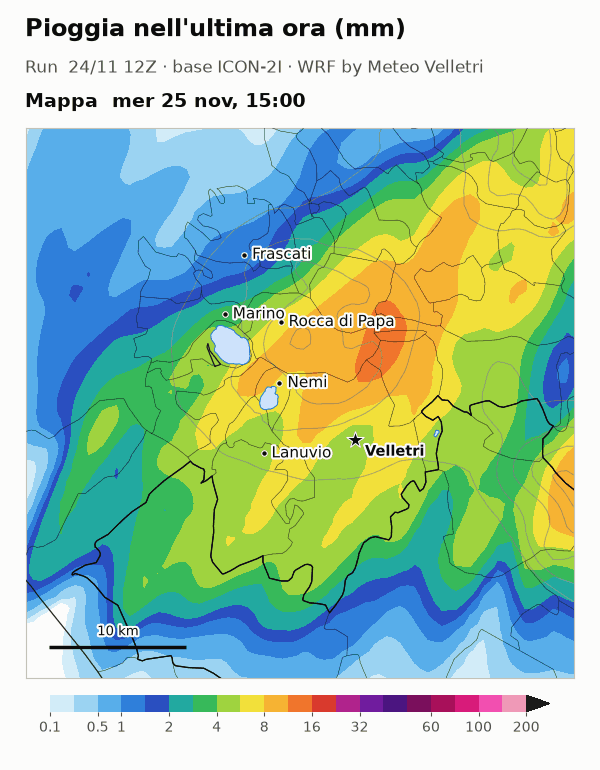 Pioggia nell'ultima ora (mm)
Run  24/11 12Z · base ICON-2I · WRF by Meteo Velletri
Mappa  mer 25 nov, 15:00
Frascati
Marino
Rocca di Papa
Nemi
Velletri
Lanuvio
10 km
0.1 0.5 1 2 4 8 16 32 60 100 200